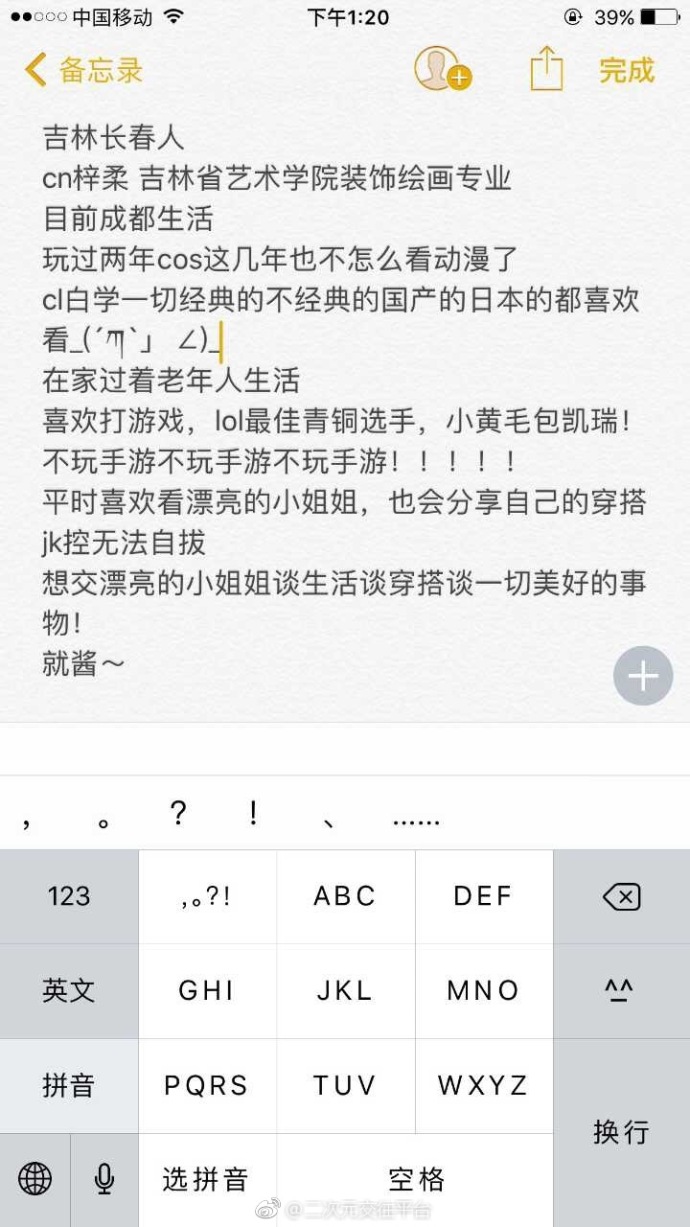 中国移动 下午1:20 39%
备忘录 完成
吉林长春人
cn梓柔 吉林省艺术学院装饰绘画专业
目前成都生活
玩过两年cos这几年也不怎么看动漫了
cl白学一切经典的不经典的国产的日本的都喜欢
看_(´ཀ`」 ∠)_
在家过着老年人生活
喜欢打游戏，lol最佳青铜选手，小黄毛包凯瑞！
不玩手游不玩手游不玩手游！！！！！
平时喜欢看漂亮的小姐姐，也会分享自己的穿搭
jk控无法自拔
想交漂亮的小姐姐谈生活谈穿搭谈一切美好的事
物！
就酱～
， 。 ？ ！ 、 ……
123 ,。?! ABC DEF
英文 GHI JKL MNO ^^
拼音 PQRS TUV WXYZ
换行
选拼音 空格
@二次元交往平台